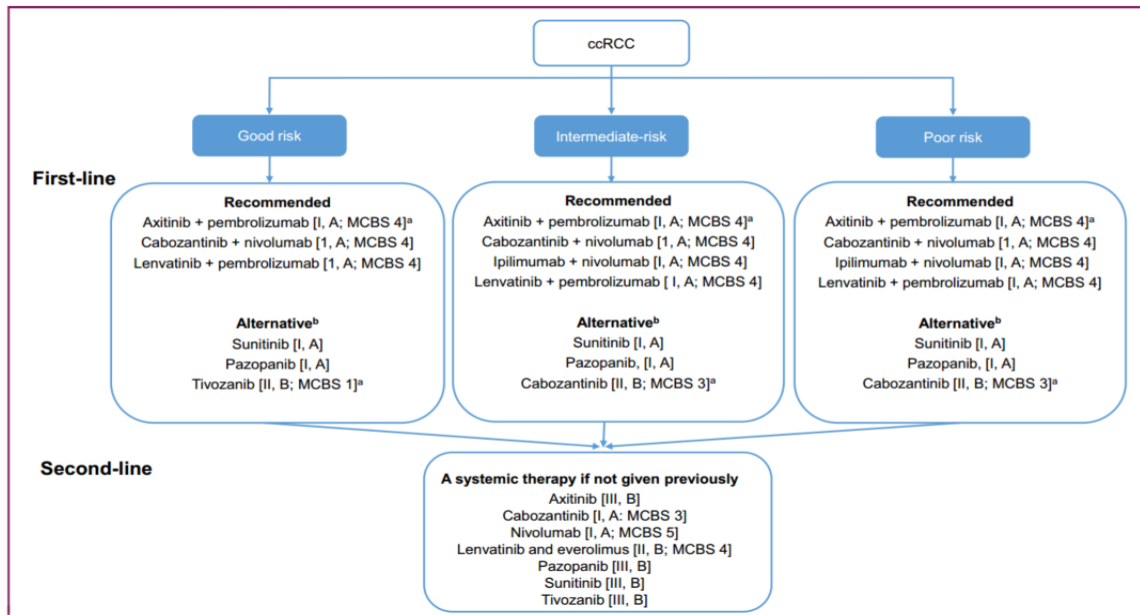 ccRCC
Good risk
Intermediate-risk
Poor risk
First-line
Recommended
Axitinib + pembrolizumab [I, A; MCBS 4]ᵃ
Cabozantinib + nivolumab [1, A; MCBS 4]
Lenvatinib + pembrolizumab [1, A; MCBS 4]
Alternativeᵇ
Sunitinib [I, A]
Pazopanib [I, A]
Tivozanib [II, B; MCBS 1]ᵃ
Recommended
Axitinib + pembrolizumab [I, A; MCBS 4]ᵃ
Cabozantinib + nivolumab [1, A; MCBS 4]
Ipilimumab + nivolumab [I, A; MCBS 4]
Lenvatinib + pembrolizumab [ I, A; MCBS 4]
Alternativeᵇ
Sunitinib [I, A]
Pazopanib, [I, A]
Cabozantinib [II, B; MCBS 3]ᵃ
Recommended
Axitinib + pembrolizumab [I, A; MCBS 4]ᵃ
Cabozantinib + nivolumab [1, A; MCBS 4]
Ipilimumab + nivolumab [I, A; MCBS 4]
Lenvatinib + pembrolizumab [I, A; MCBS 4]
Alternativeᵇ
Sunitinib [I, A]
Pazopanib, [I, A]
Cabozantinib [II, B; MCBS 3]ᵃ
Second-line
A systemic therapy if not given previously
Axitinib [III, B]
Cabozantinib [I, A: MCBS 3]
Nivolumab [I, A; MCBS 5]
Lenvatinib and everolimus [II, B; MCBS 4]
Pazopanib [III, B]
Sunitinib [III, B]
Tivozanib [III, B]